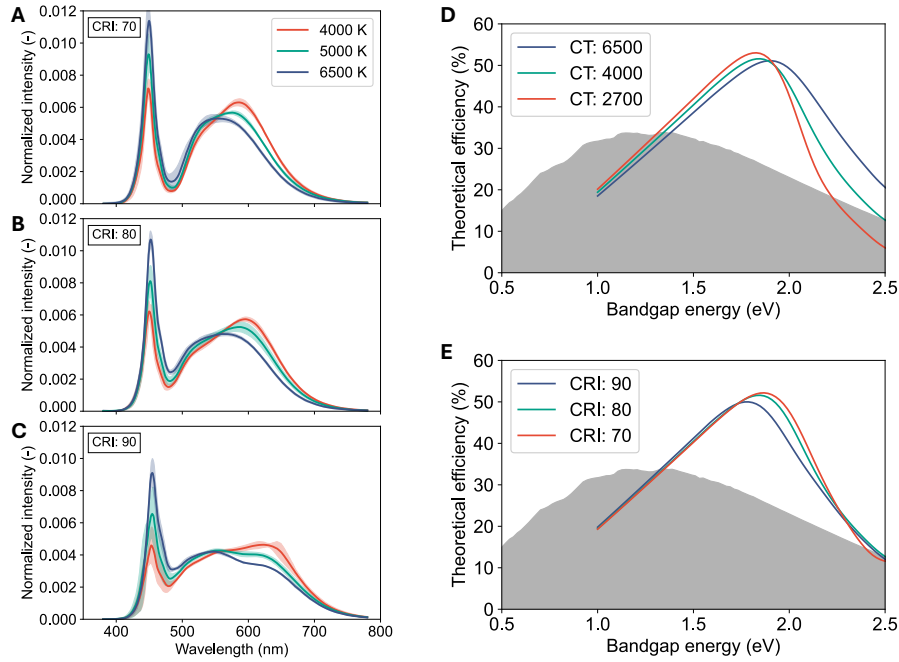 A
CRI: 70
4000 K
5000 K
6500 K
Normalized intensity (-)
0.012
0.010
0.008
0.006
0.004
0.002
0.000
B
CRI: 80
Normalized intensity (-)
0.012
0.010
0.008
0.006
0.004
0.002
0.000
C
CRI: 90
Normalized intensity (-)
0.012
0.010
0.008
0.006
0.004
0.002
0.000
400 500 600 700 800
Wavelength (nm)
D
CT: 6500
CT: 4000
CT: 2700
Theoretical efficiency (%)
60
50
40
30
20
10
0
0.5 1.0 1.5 2.0 2.5
Bandgap energy (eV)
E
CRI: 90
CRI: 80
CRI: 70
Theoretical efficiency (%)
60
50
40
30
20
10
0
0.5 1.0 1.5 2.0 2.5
Bandgap energy (eV)